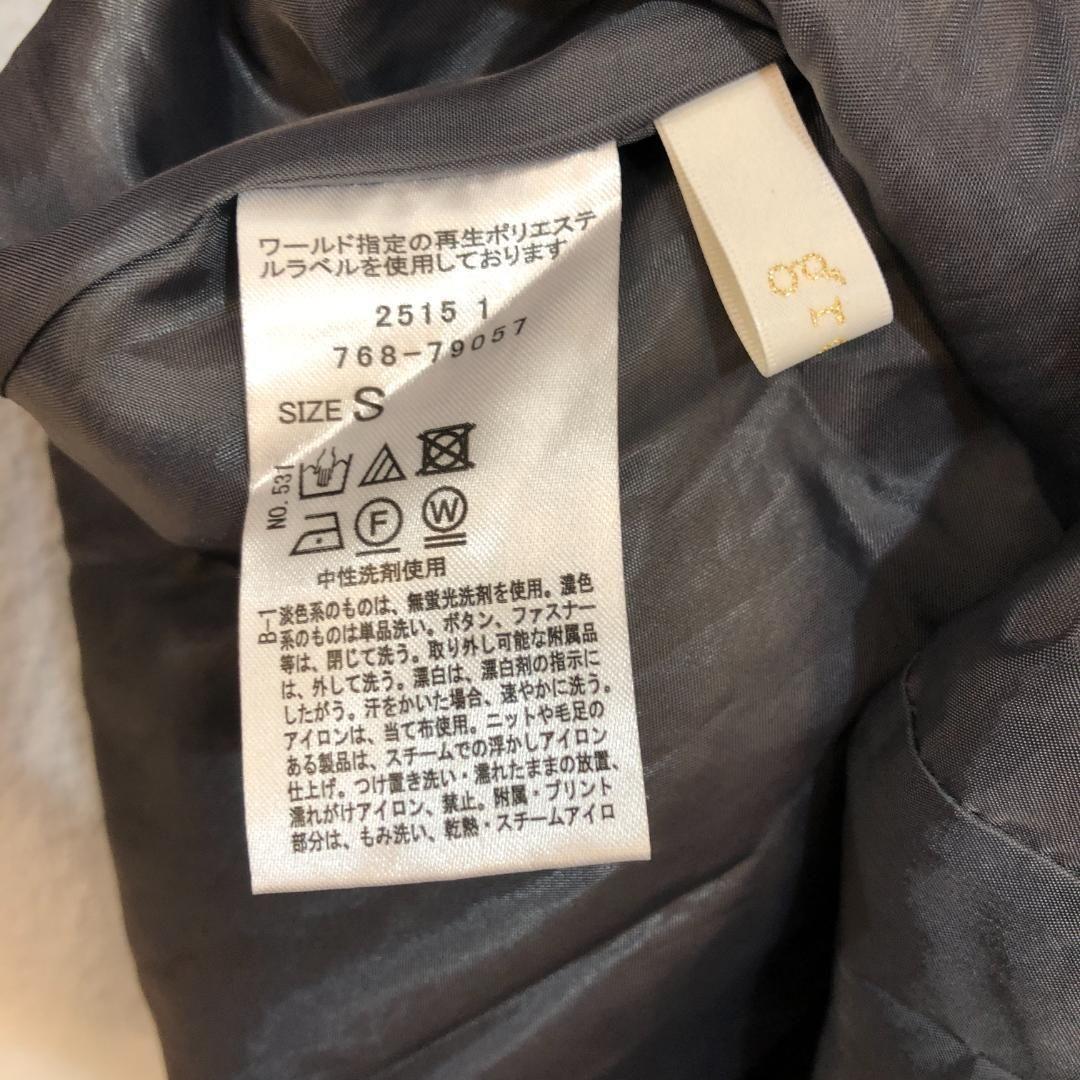 ワールド指定の再生ポリエステ
ルラベルを使用しております
2515 1
768-79057
SIZE S
NO. 531
F W
中性洗剤使用
B-1
淡色系のものは、無蛍光洗剤を使用。濃色
系のものは単品洗い。ボタン、ファスナー
等は、閉じて洗う。取り外し可能な附属品
は、外して洗う。漂白は、漂白剤の指示に
したがう。汗をかいた場合、速やかに洗う。
アイロンは、当て布使用。ニットや毛足の
ある製品は、スチームでの浮かしアイロン
仕上げ。つけ置き洗い・濡れたままの放置、
濡れがけアイロン、禁止。附属・プリント
部分は、もみ洗い、乾熱・スチームアイロ
gr